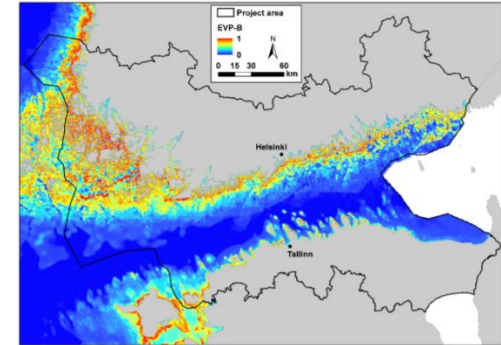 Project area
EVP-B
1
0
N
0 15 30 60
km
Helsinki
Tallinn